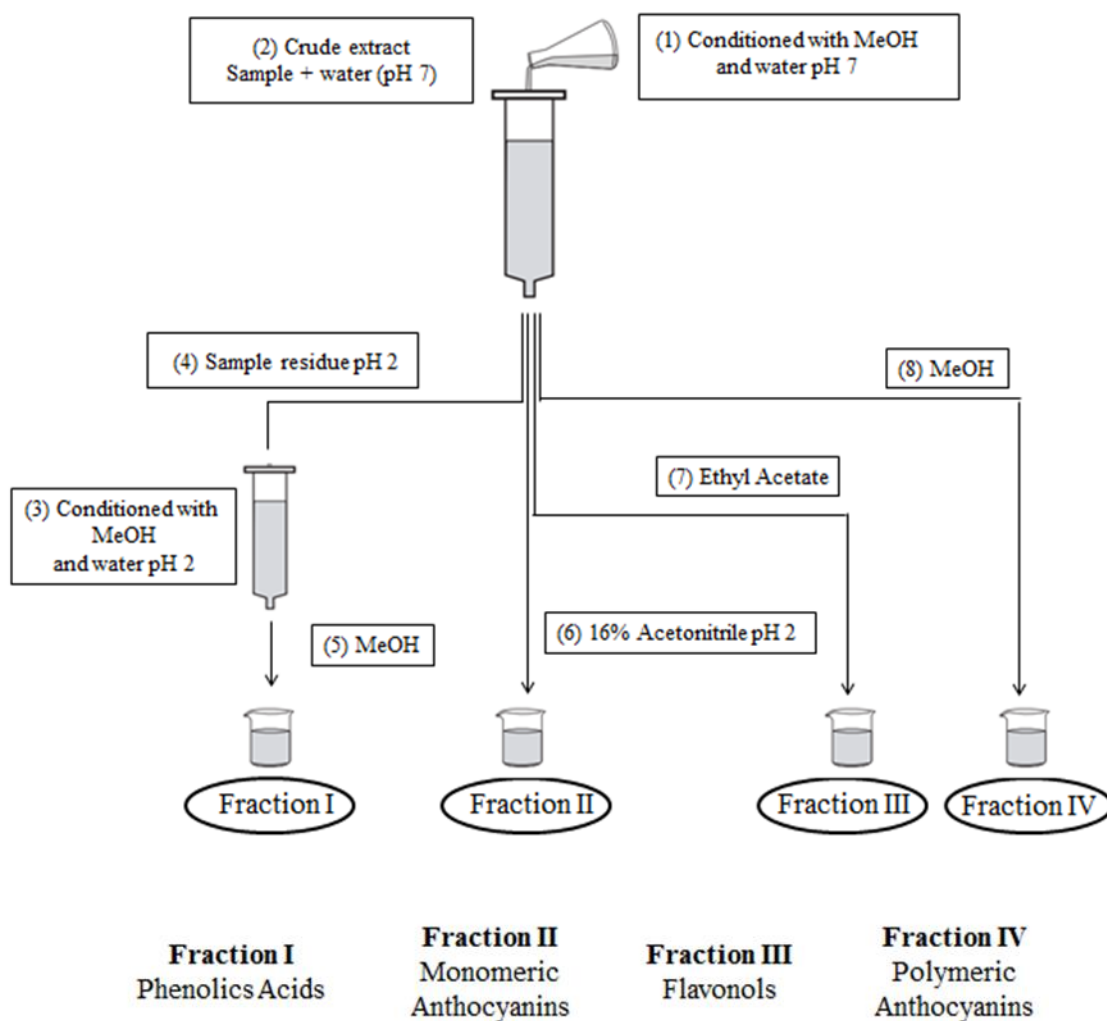 (2) Crude extract
Sample + water (pH 7)
(1) Conditioned with MeOH
and water pH 7
(4) Sample residue pH 2
(8) MeOH
(3) Conditioned with
MeOH
and water pH 2
(7) Ethyl Acetate
(5) MeOH
(6) 16% Acetonitrile pH 2
Fraction I
Fraction II
Fraction III
Fraction IV
Fraction I
Phenolics Acids
Fraction II
Monomeric
Anthocyanins
Fraction III
Flavonols
Fraction IV
Polymeric
Anthocyanins